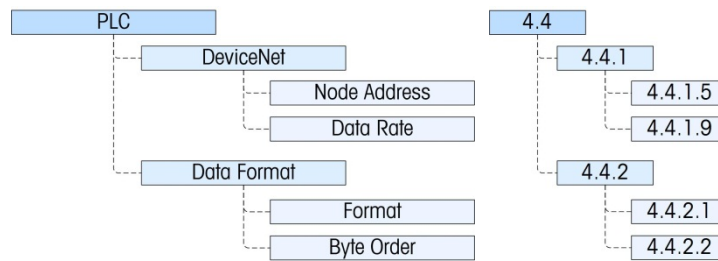 PLC 4.4
DeviceNet 4.4.1
Node Address 4.4.1.5
Data Rate 4.4.1.9
Data Format 4.4.2
Format 4.4.2.1
Byte Order 4.4.2.2